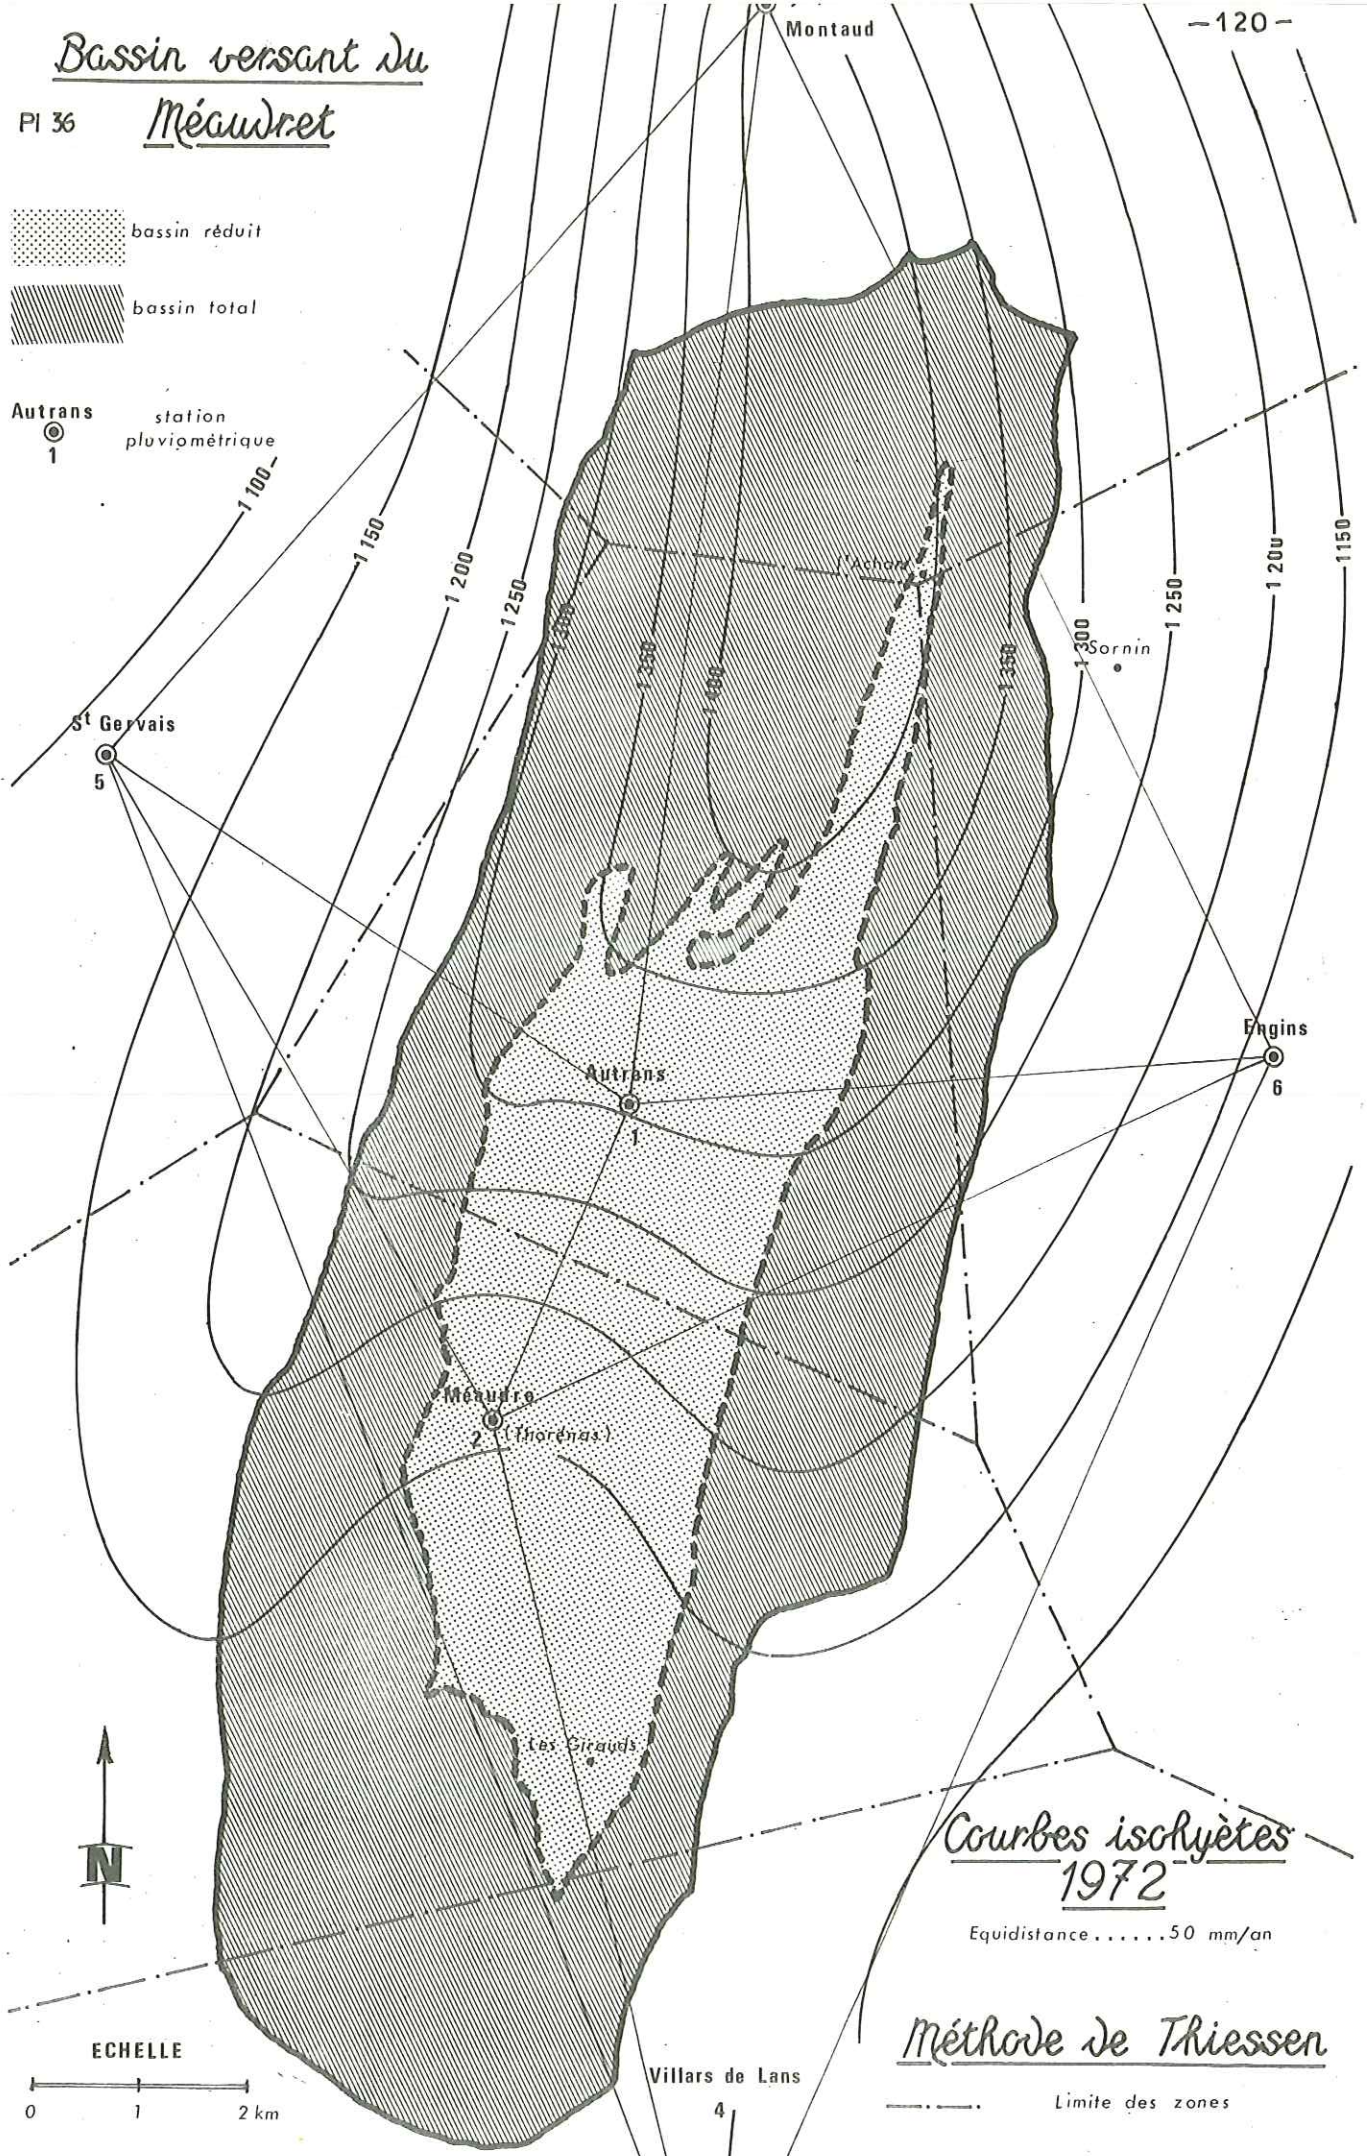 -120-
Montaud
Bassin versant du
Pl 36 Méaudret
bassin réduit
bassin total
Autrans
1
station
pluviométrique
1100
1150
1200
1250
1300
1350
1400
1350
1300
1250
1200
1150
l'Achard
Sornin
St Gervais
5
Engins
6
Autrans
1
Méaudre
2 (Thorenas)
Les Girauds
N
Courbes isohyètes
1972
Equidistance......50 mm/an
Méthode de Thiessen
Limite des zones
ECHELLE
0 1 2 km
Villars de Lans
4